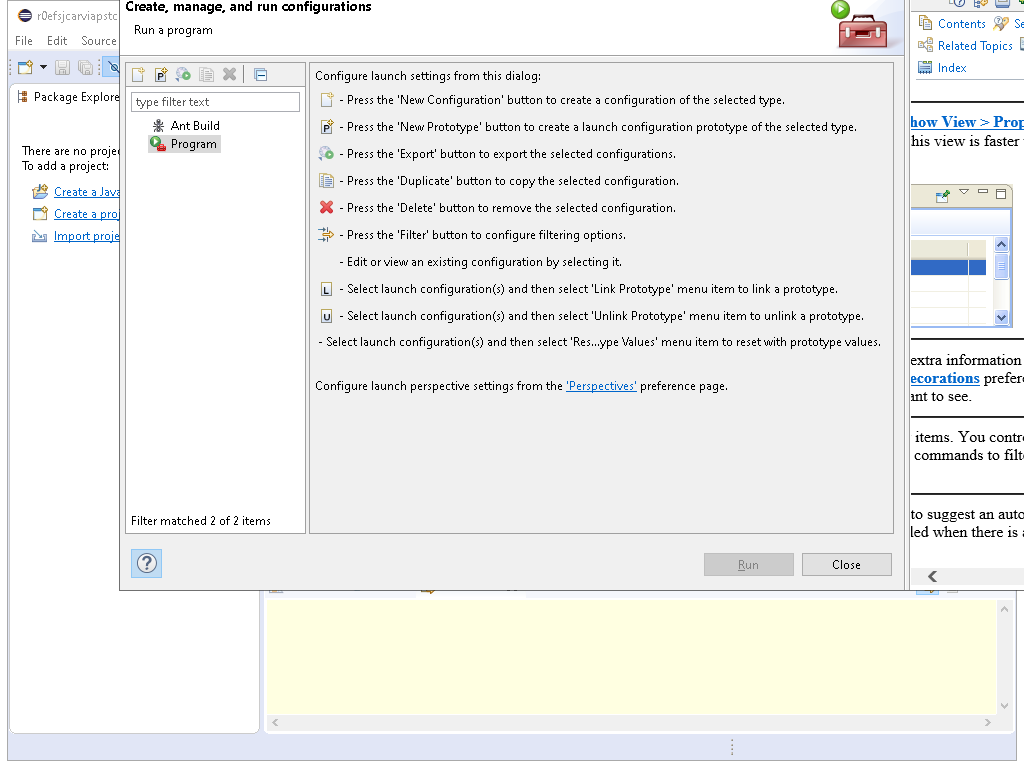 r0efsjcarviapstc
File Edit Source
Package Explore
There are no proje
To add a project:
Create a Java
Create a proj
Import proje
Create, manage, and run configurations
Run a program
type filter text
Ant Build
Program
Filter matched 2 of 2 items
Configure launch settings from this dialog:
- Press the 'New Configuration' button to create a configuration of the selected type.
- Press the 'New Prototype' button to create a launch configuration prototype of the selected type.
- Press the 'Export' button to export the selected configurations.
- Press the 'Duplicate' button to copy the selected configuration.
- Press the 'Delete' button to remove the selected configuration.
- Press the 'Filter' button to configure filtering options.
- Edit or view an existing configuration by selecting it.
- Select launch configuration(s) and then select 'Link Prototype' menu item to link a prototype.
- Select launch configuration(s) and then select 'Unlink Prototype' menu item to unlink a prototype.
- Select launch configuration(s) and then select 'Res...ype Values' menu item to reset with prototype values.
Configure launch perspective settings from the 'Perspectives' preference page.
Run Close
Contents Se
Related Topics
Index
how View > Prop
his view is faster
extra information
ecorations prefere
ant to see.
items. You contro
commands to filte
to suggest an auto
led when there is a